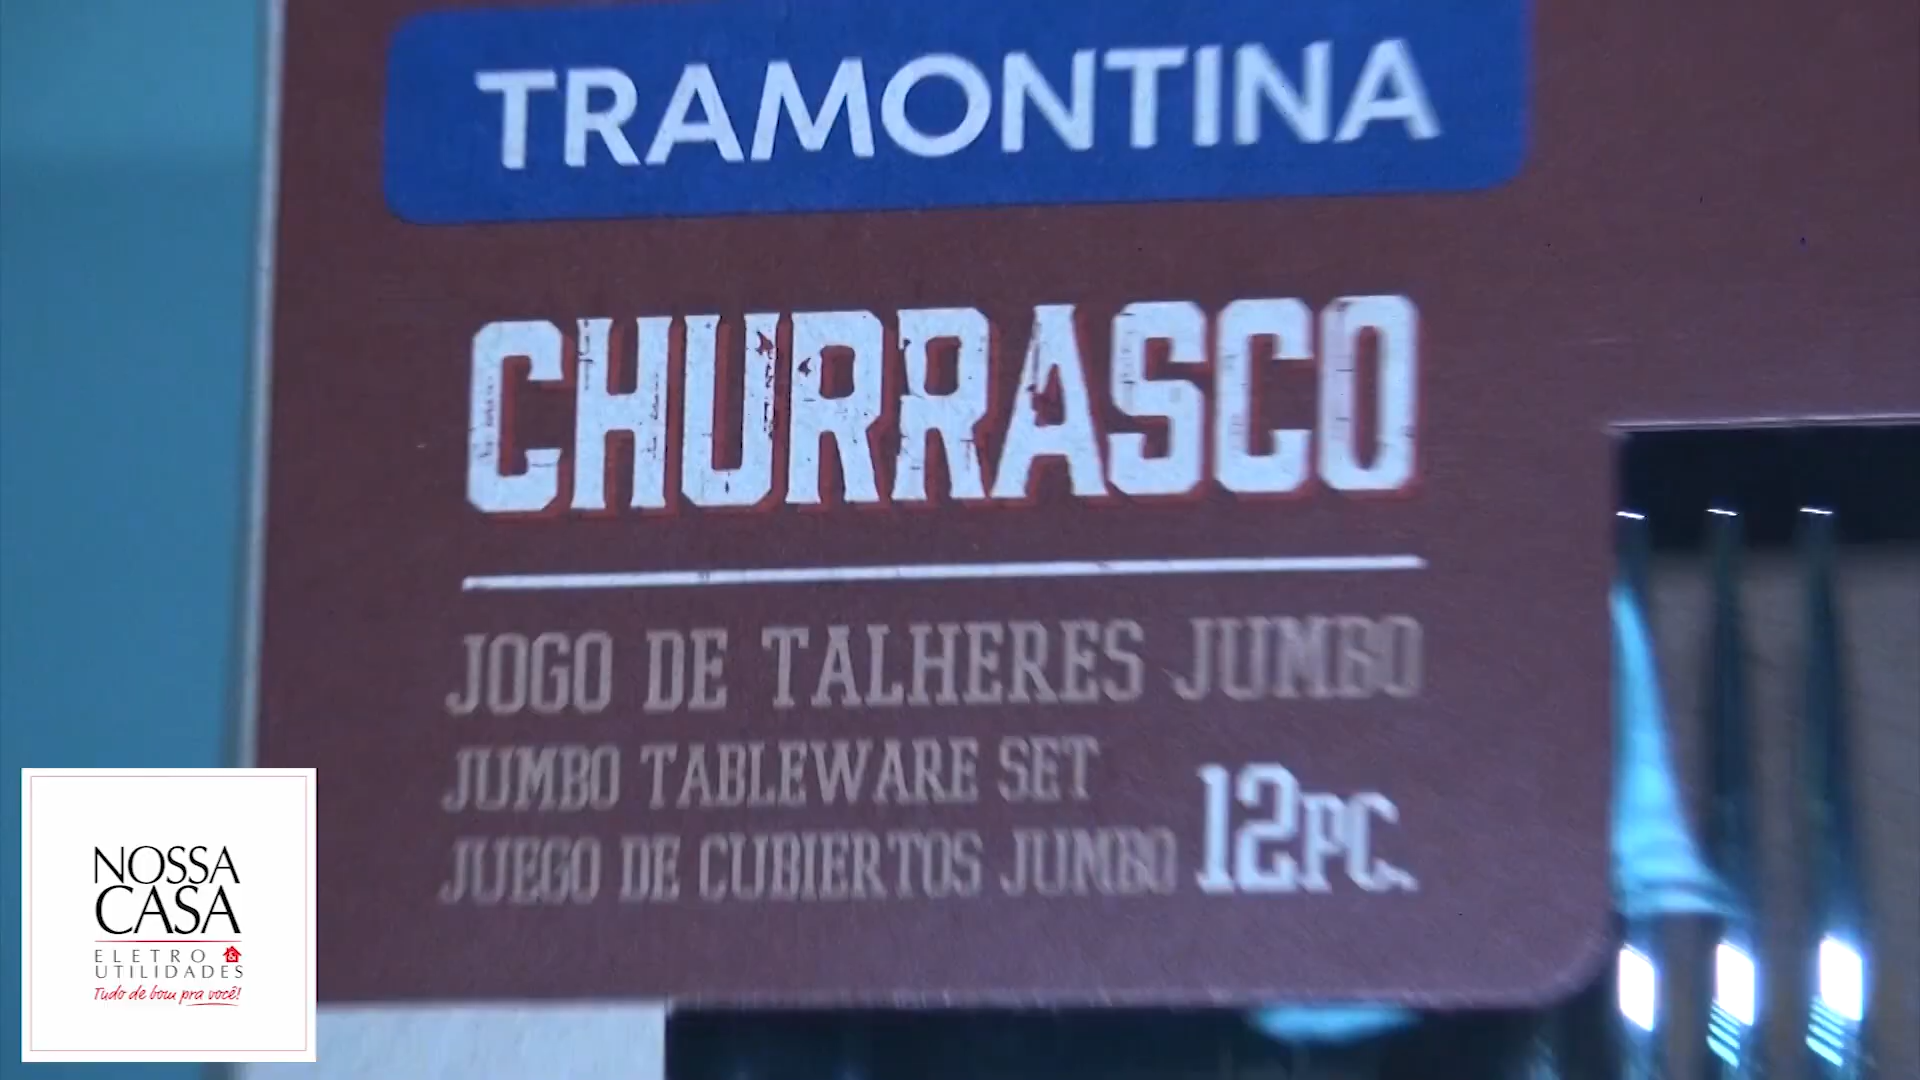 TRAMONTINA
CHURRASCO
JOGO DE TALHERES JUMBO
JUMBO TABLEWARE SET
JUEGO DE CUBIERTOS JUMBO
12PC.
NOSSA
CASA
ELETRO &
UTILIDADES
Tudo de bom pra você!